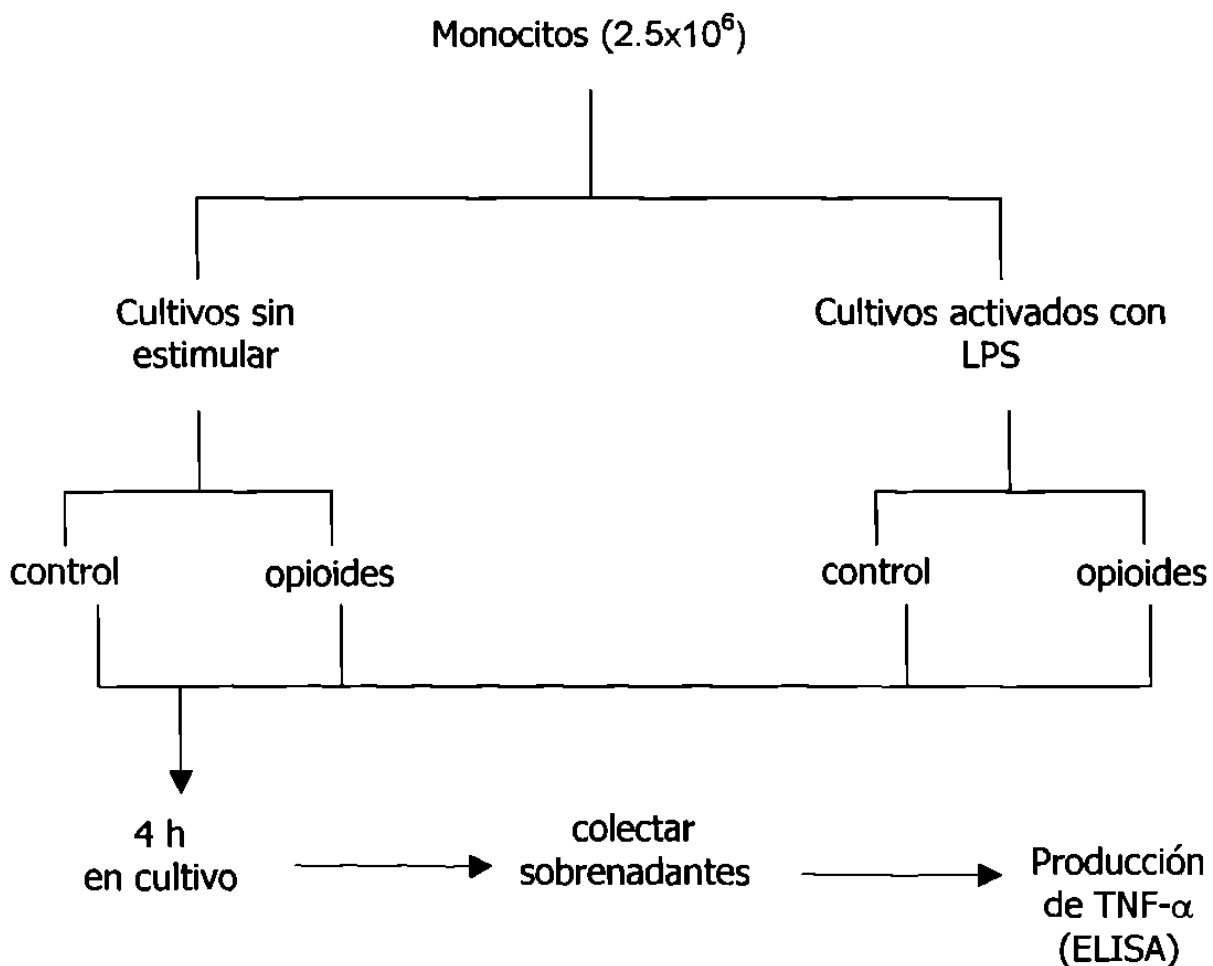 Monocitos (2.5x10⁶)
Cultivos sin
estimular
Cultivos activados con
LPS
control
opioides
control
opioides
4 h
en cultivo
colectar
sobrenadantes
Producción
de TNF-α
(ELISA)